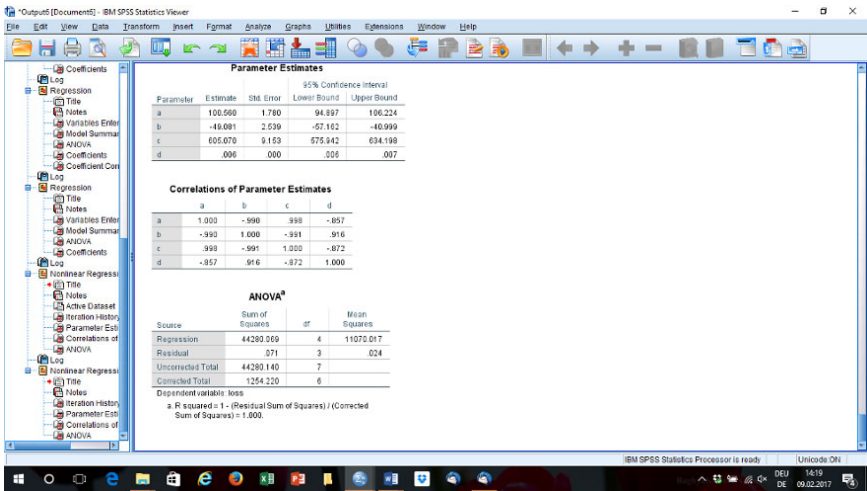 *Output5 [Document5] - IBM SPSS Statistics Viewer
File Edit View Data Transform Insert Format Analyze Graphs Utilities Extensions Window Help
Coefficients
Log
Regression
Title
Notes
Variables Enter
Model Summar
ANOVA
Coefficients
Coefficient Corr
Log
Regression
Title
Notes
Variables Enter
Model Summar
ANOVA
Coefficients
Log
Nonlinear Regressi
Title
Notes
Active Dataset
Iteration History
Parameter Esti
Correlations of
ANOVA
Log
Nonlinear Regressi
Title
Notes
Iteration History
Parameter Esti
Correlations of
ANOVA
Parameter Estimates
95% Confidence Interval
Parameter Estimate Std. Error Lower Bound Upper Bound
a 100.560 1.780 94.897 106.224
b -49.081 2.539 -57.162 -40.999
c 605.070 9.153 575.942 634.198
d .006 .000 .006 .007
Correlations of Parameter Estimates
a b c d
a 1.000 -.990 .998 -.857
b -.990 1.000 -.991 .916
c .998 -.991 1.000 -.872
d -.857 .916 -.872 1.000
ANOVAa
Source Sum of Squares df Mean Squares
Regression 44280.069 4 11070.017
Residual .071 3 .024
Uncorrected Total 44280.140 7
Corrected Total 1254.220 6
Dependent variable: loss
a. R squared = 1 - (Residual Sum of Squares) / (Corrected
Sum of Squares) = 1.000.
IBM SPSS Statistics Processor is ready Unicode:ON
DEU 14:19
DE 09.02.2017